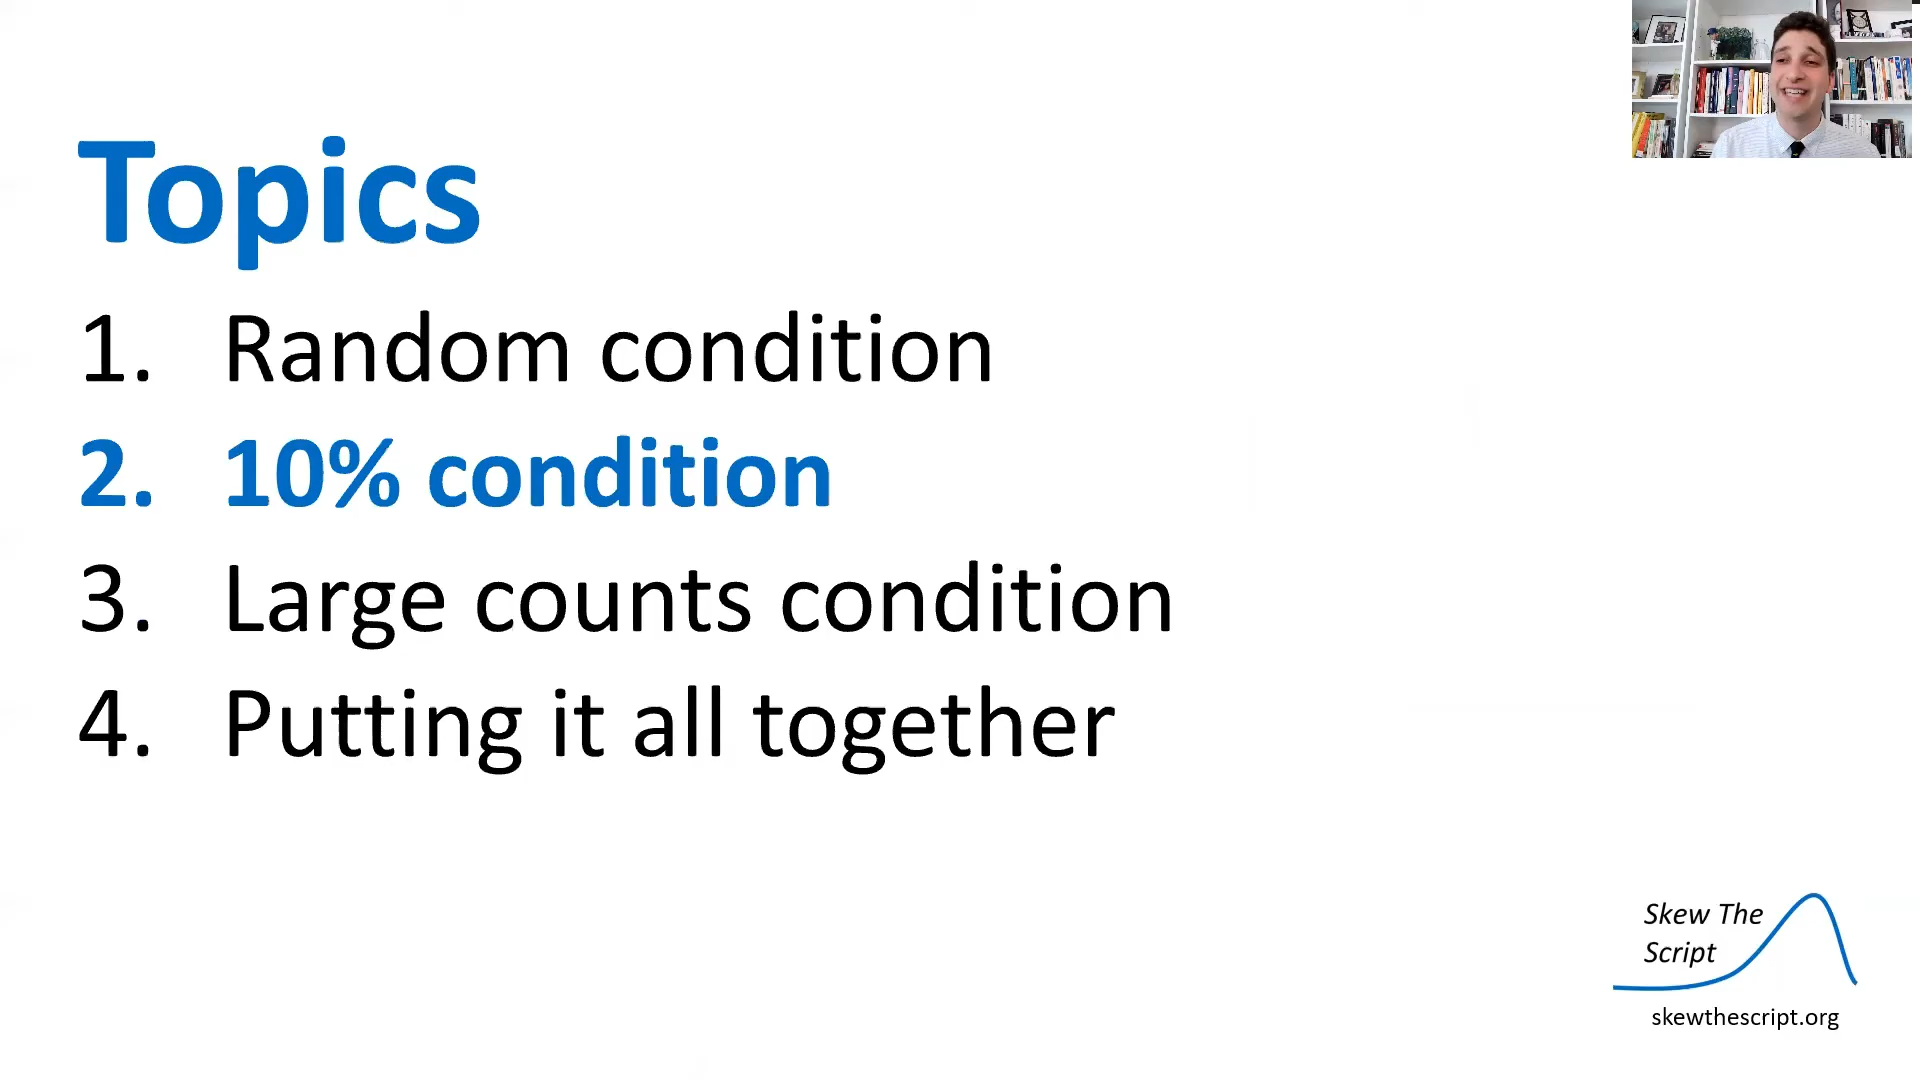 Topics
1. Random condition
2. 10% condition
3. Large counts condition
4. Putting it all together
Skew The
Script
skewthescript.org